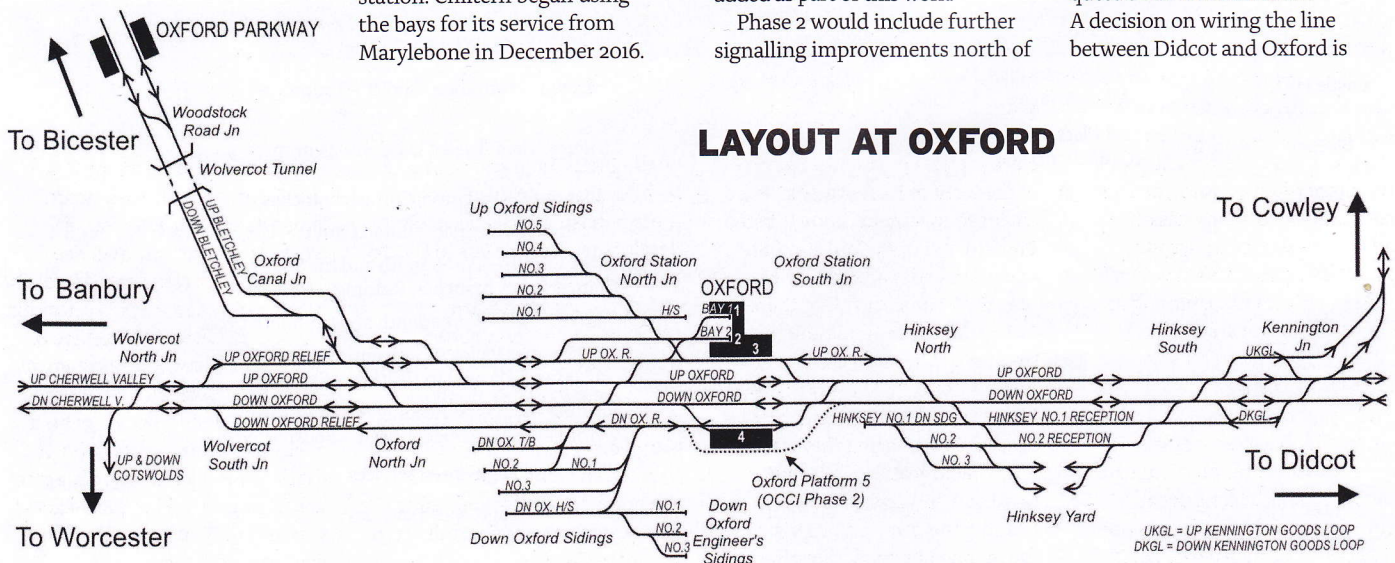 station. Chiltern began using
the bays for its service from
Marylebone in December 2016.
Phase 2 would include further
signalling improvements north of
A decision on wiring the line
between Didcot and Oxford is
LAYOUT AT OXFORD
OXFORD PARKWAY
To Bicester
Woodstock
Road Jn
Wolvercot Tunnel
UP BLETCHLEY
DOWN BLETCHLEY
Oxford
Canal Jn
To Banbury
Wolvercot
North Jn
UP OXFORD RELIEF
UP CHERWELL VALLEY
UP OXFORD
DN CHERWELL V.
DOWN OXFORD
DOWN OXFORD RELIEF
UP & DOWN
COTSWOLDS
Wolvercot
South Jn
Oxford
North Jn
To Worcester
Up Oxford Sidings
NO.5
NO.4
NO.3
NO.2
NO.1
H/S
Oxford Station
North Jn
OXFORD
BAY 1
1
BAY 2
2
3
Oxford Station
South Jn
UP OX. R.
UP OX. R.
UP OXFORD
DOWN OXFORD
DN OX. R.
4
DN OX. T/B
NO.2
NO.1
NO.3
DN OX. H/S
NO.1
NO.2
NO.3
Down Oxford Sidings
Down
Oxford
Engineer's
Sidings
Oxford Platform 5
(OCCI Phase 2)
Hinksey
North
UP OXFORD
DOWN OXFORD
HINKSEY NO.1 DN SDG
HINKSEY NO.1 RECEPTION
NO.2
NO.2 RECEPTION
NO. 3
Hinksey Yard
Hinksey
South
Kennington
Jn
UKGL
DKGL
To Cowley
To Didcot
UKGL = UP KENNINGTON GOODS LOOP
DKGL = DOWN KENNINGTON GOODS LOOP